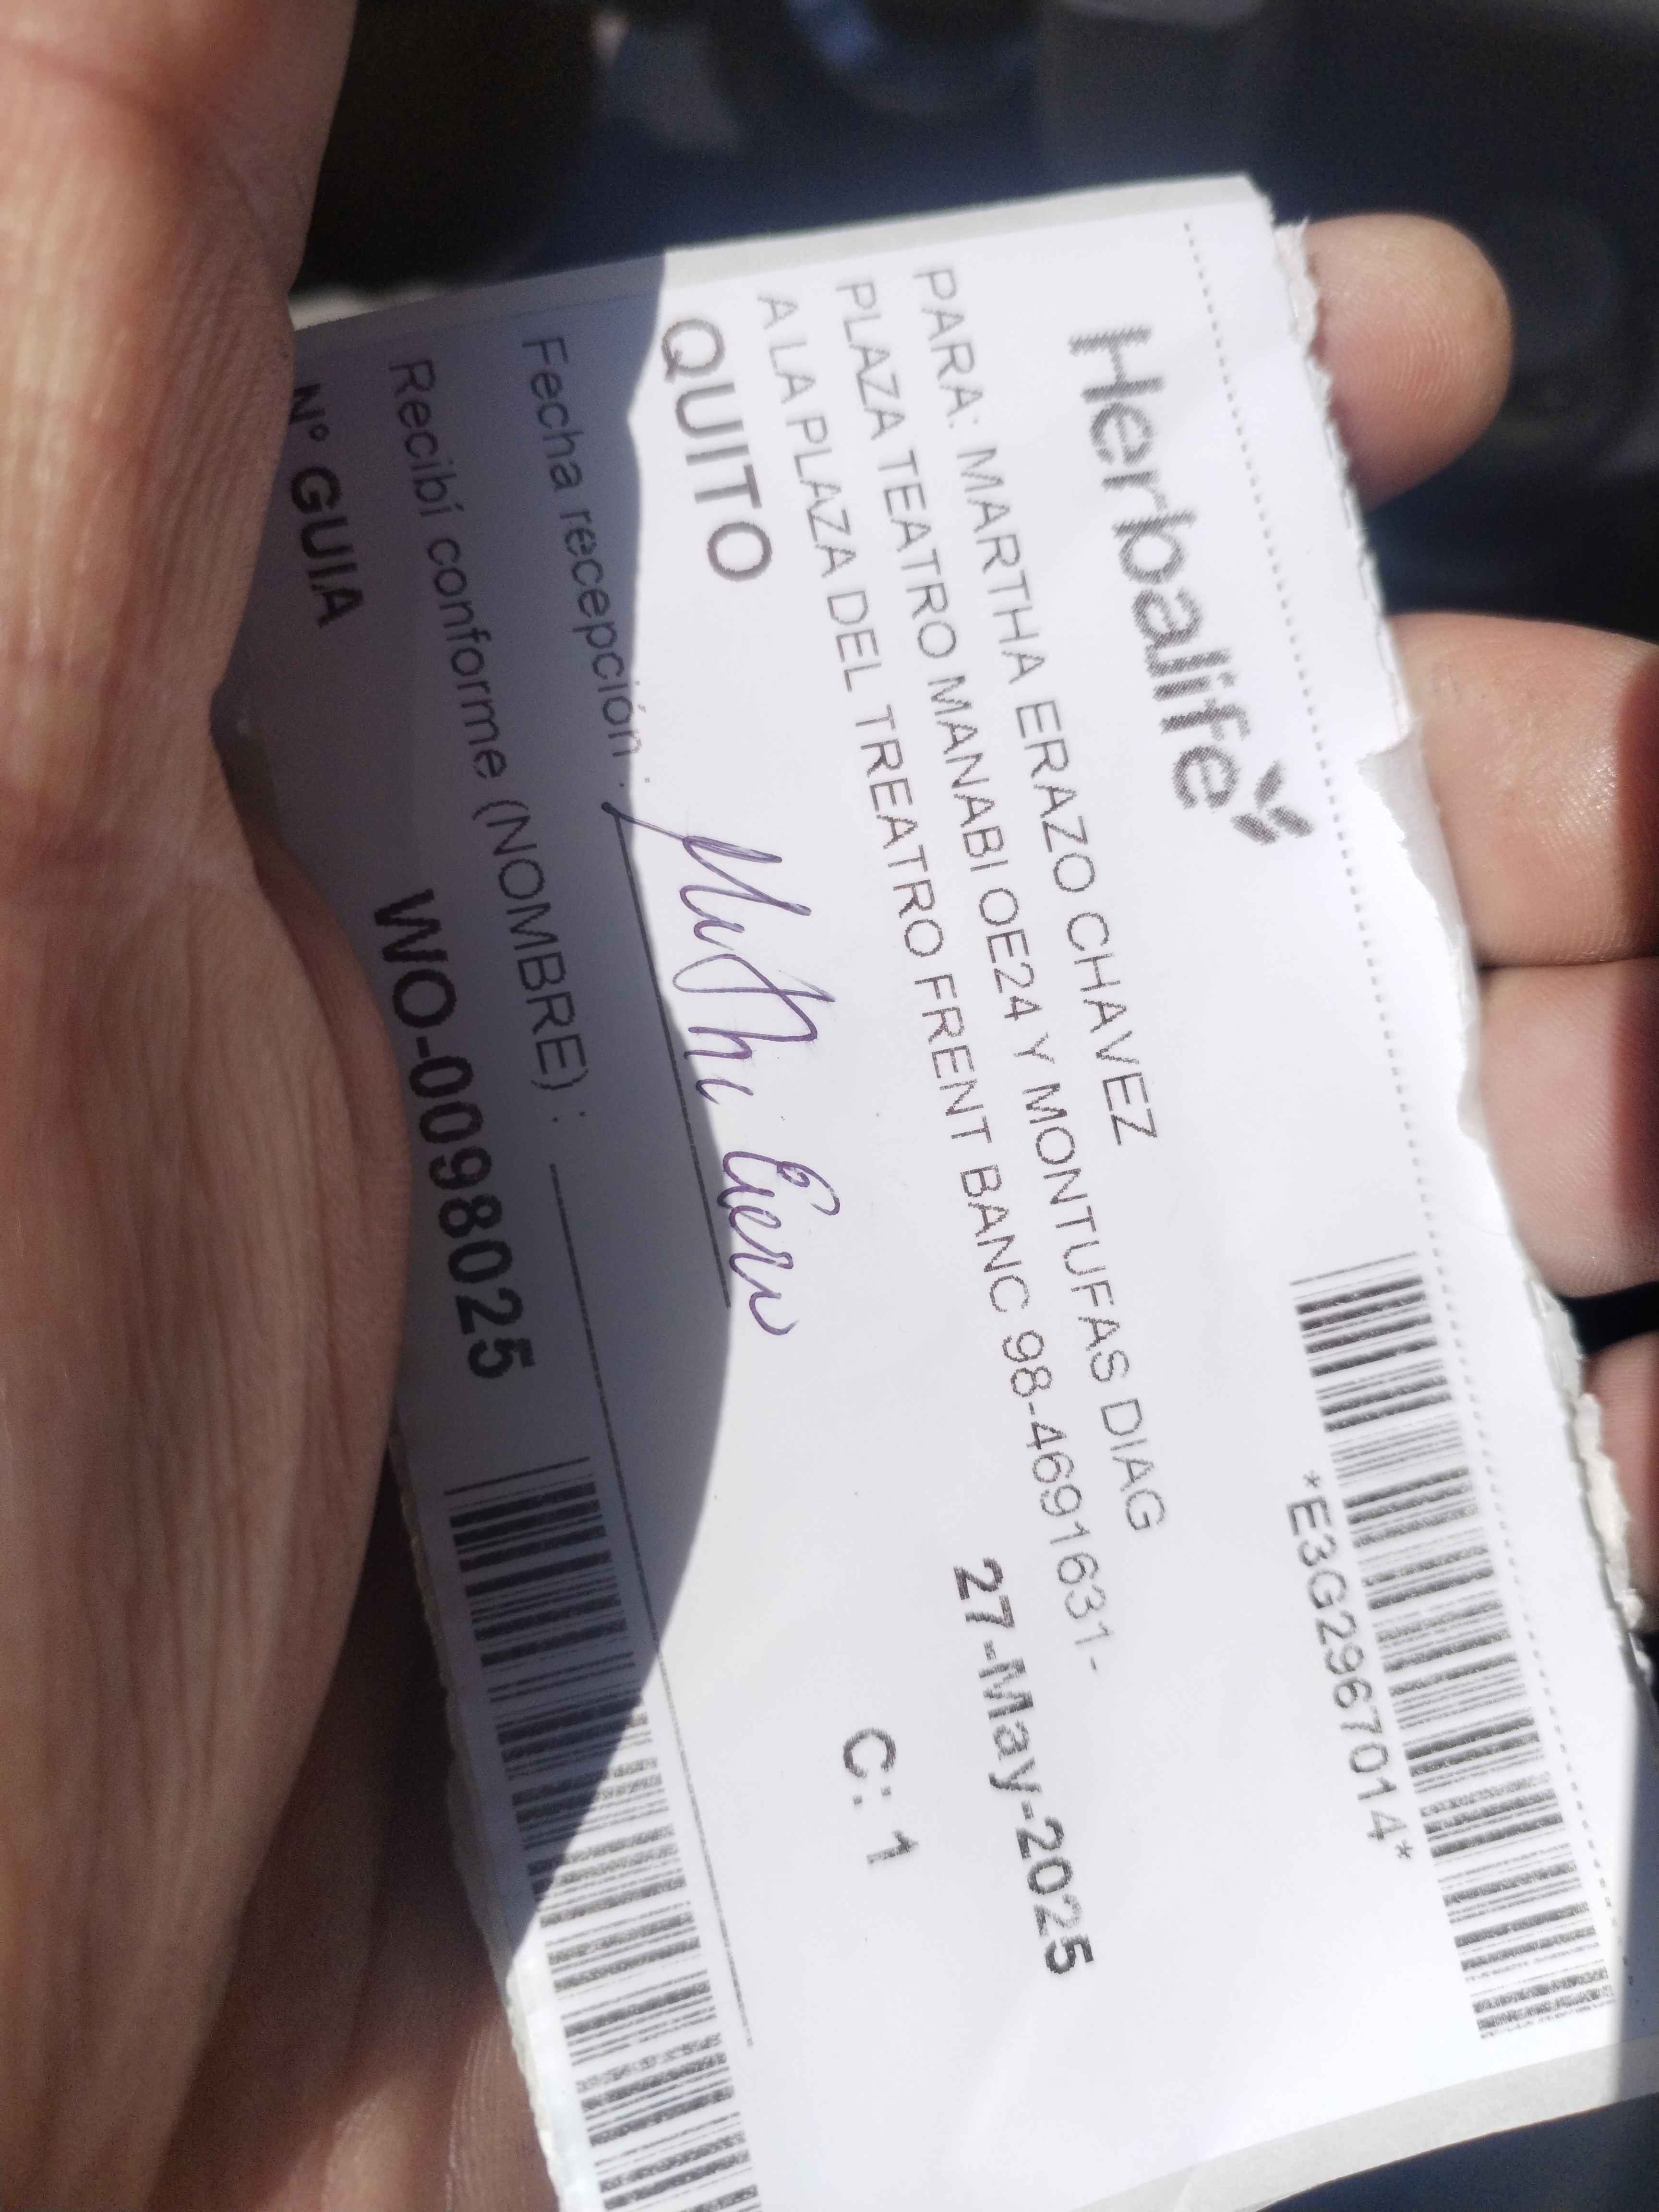 Herbalife
*E3G2967014*
PARA: MARTHA ERAZO CHAVEZ
PLAZA TEATRO MANABI OE24 Y MONTUFAS DIAG
A LA PLAZA DEL TREATRO FRENT BANC 98-4691631-
27-May-2025
QUITO
C: 1
Fecha recepción :
Recibí conforme (NOMBRE) :
N° GUIA WO-0098025